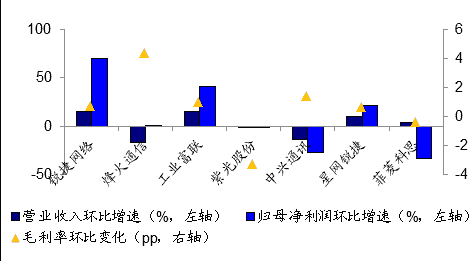 100
50
0
-50
6
4
2
0
-2
-4
锐捷网络
烽火通信
工业富联
紫光股份
中兴通讯
星网锐捷
菲菱科思
营业收入环比增速（%，左轴）
归母净利润环比增速（%，左轴）
毛利率环比变化（pp，右轴）